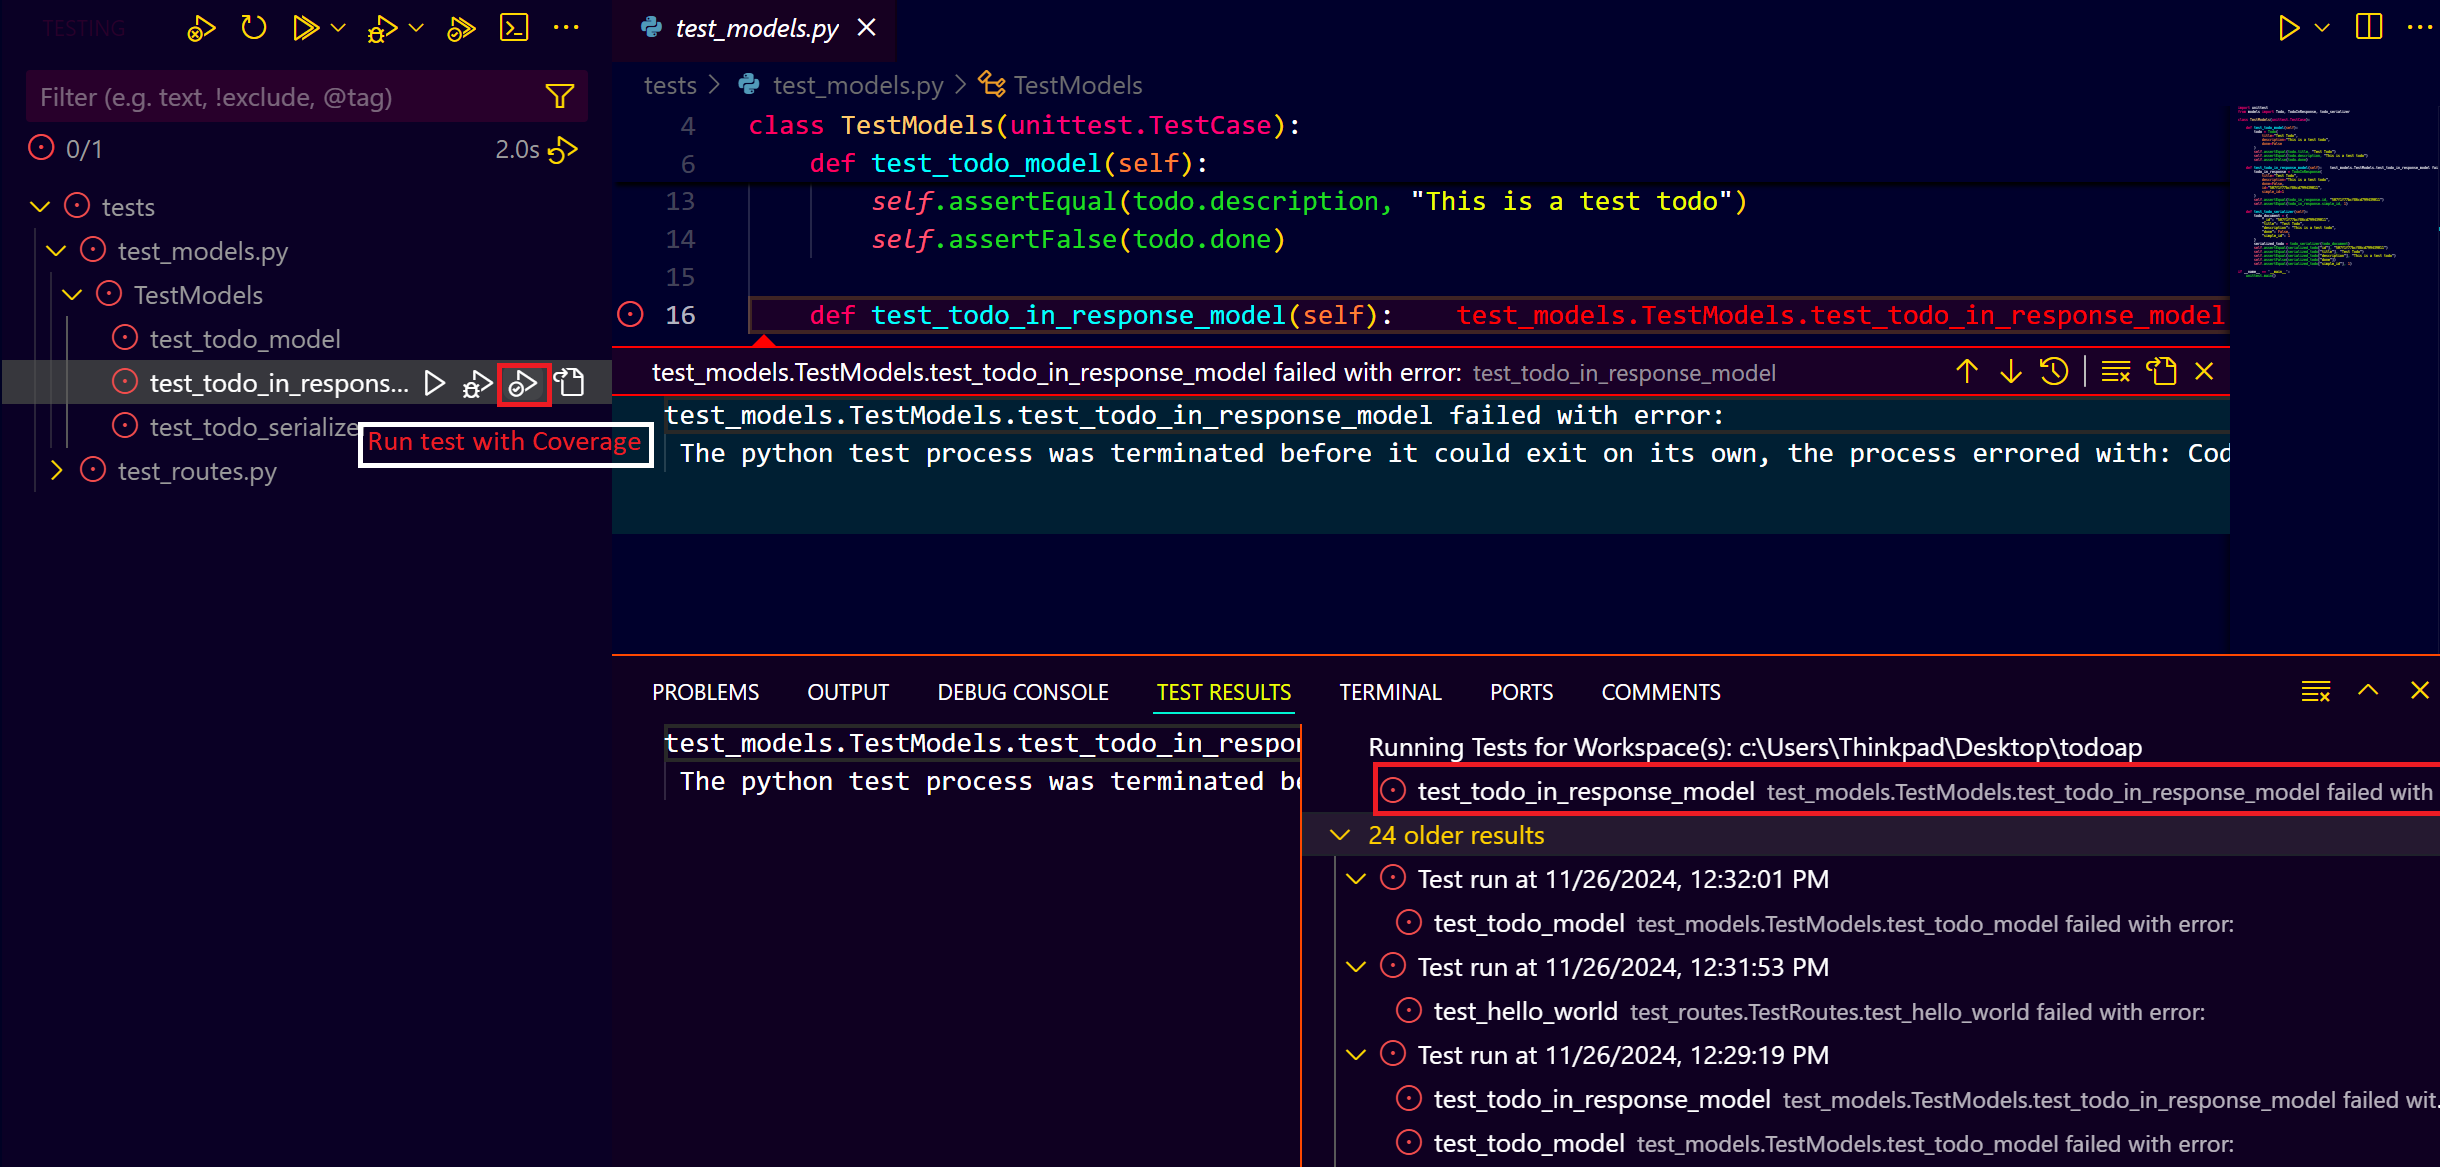 TESTING
Filter (e.g. text, !exclude, @tag)
0/1
2.0s
tests
test_models.py
TestModels
test_todo_model
test_todo_in_respons...
test_todo_serialize
Run test with Coverage
test_routes.py
test_models.py
tests > test_models.py > TestModels
4 class TestModels(unittest.TestCase):
6 def test_todo_model(self):
13 self.assertEqual(todo.description, "This is a test todo")
14 self.assertFalse(todo.done)
15
16 def test_todo_in_response_model(self): test_models.TestModels.test_todo_in_response_model
test_models.TestModels.test_todo_in_response_model failed with error: test_todo_in_response_model
test_models.TestModels.test_todo_in_response_model failed with error:
The python test process was terminated before it could exit on its own, the process errored with: Cod
PROBLEMS OUTPUT DEBUG CONSOLE TEST RESULTS TERMINAL PORTS COMMENTS
test_models.TestModels.test_todo_in_respon
The python test process was terminated be
Running Tests for Workspace(s): c:\Users\Thinkpad\Desktop\todoap
test_todo_in_response_model test_models.TestModels.test_todo_in_response_model failed with
24 older results
Test run at 11/26/2024, 12:32:01 PM
test_todo_model test_models.TestModels.test_todo_model failed with error:
Test run at 11/26/2024, 12:31:53 PM
test_hello_world test_routes.TestRoutes.test_hello_world failed with error:
Test run at 11/26/2024, 12:29:19 PM
test_todo_in_response_model test_models.TestModels.test_todo_in_response_model failed wit...
test_todo_model test_models.TestModels.test_todo_model failed with error: